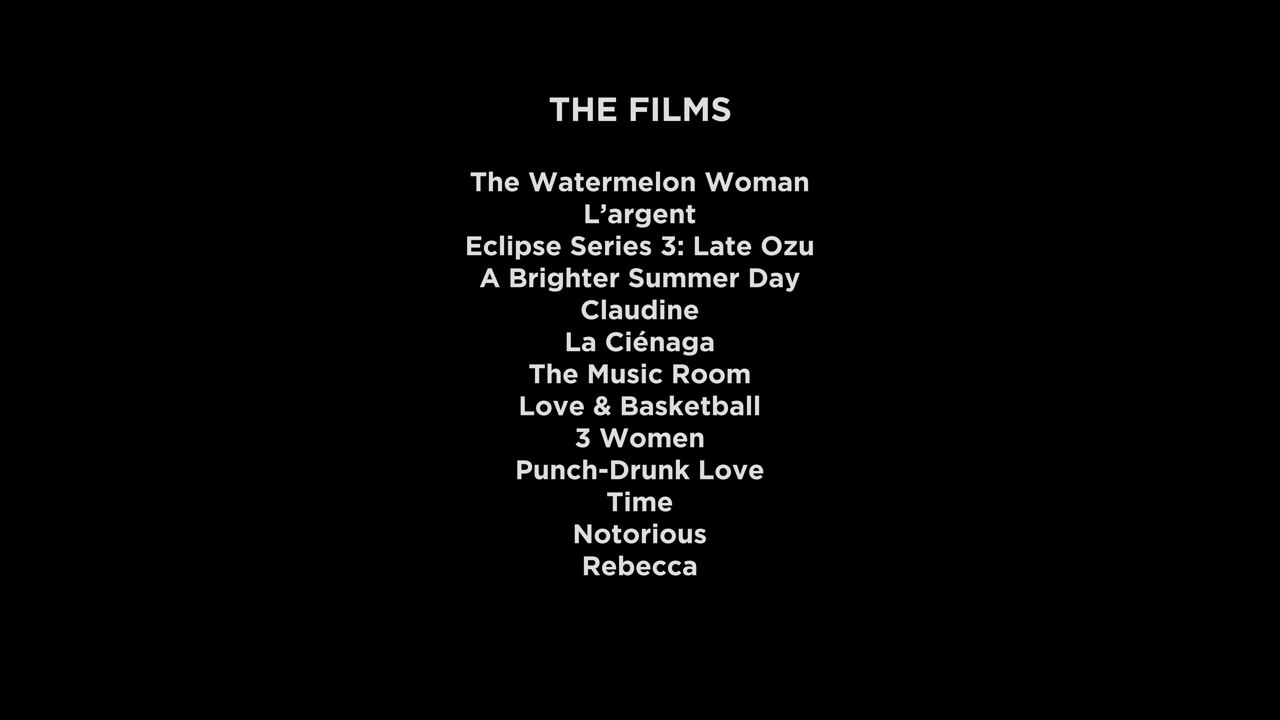 THE FILMS
The Watermelon Woman
L’argent
Eclipse Series 3: Late Ozu
A Brighter Summer Day
Claudine
La Ciénaga
The Music Room
Love & Basketball
3 Women
Punch-Drunk Love
Time
Notorious
Rebecca